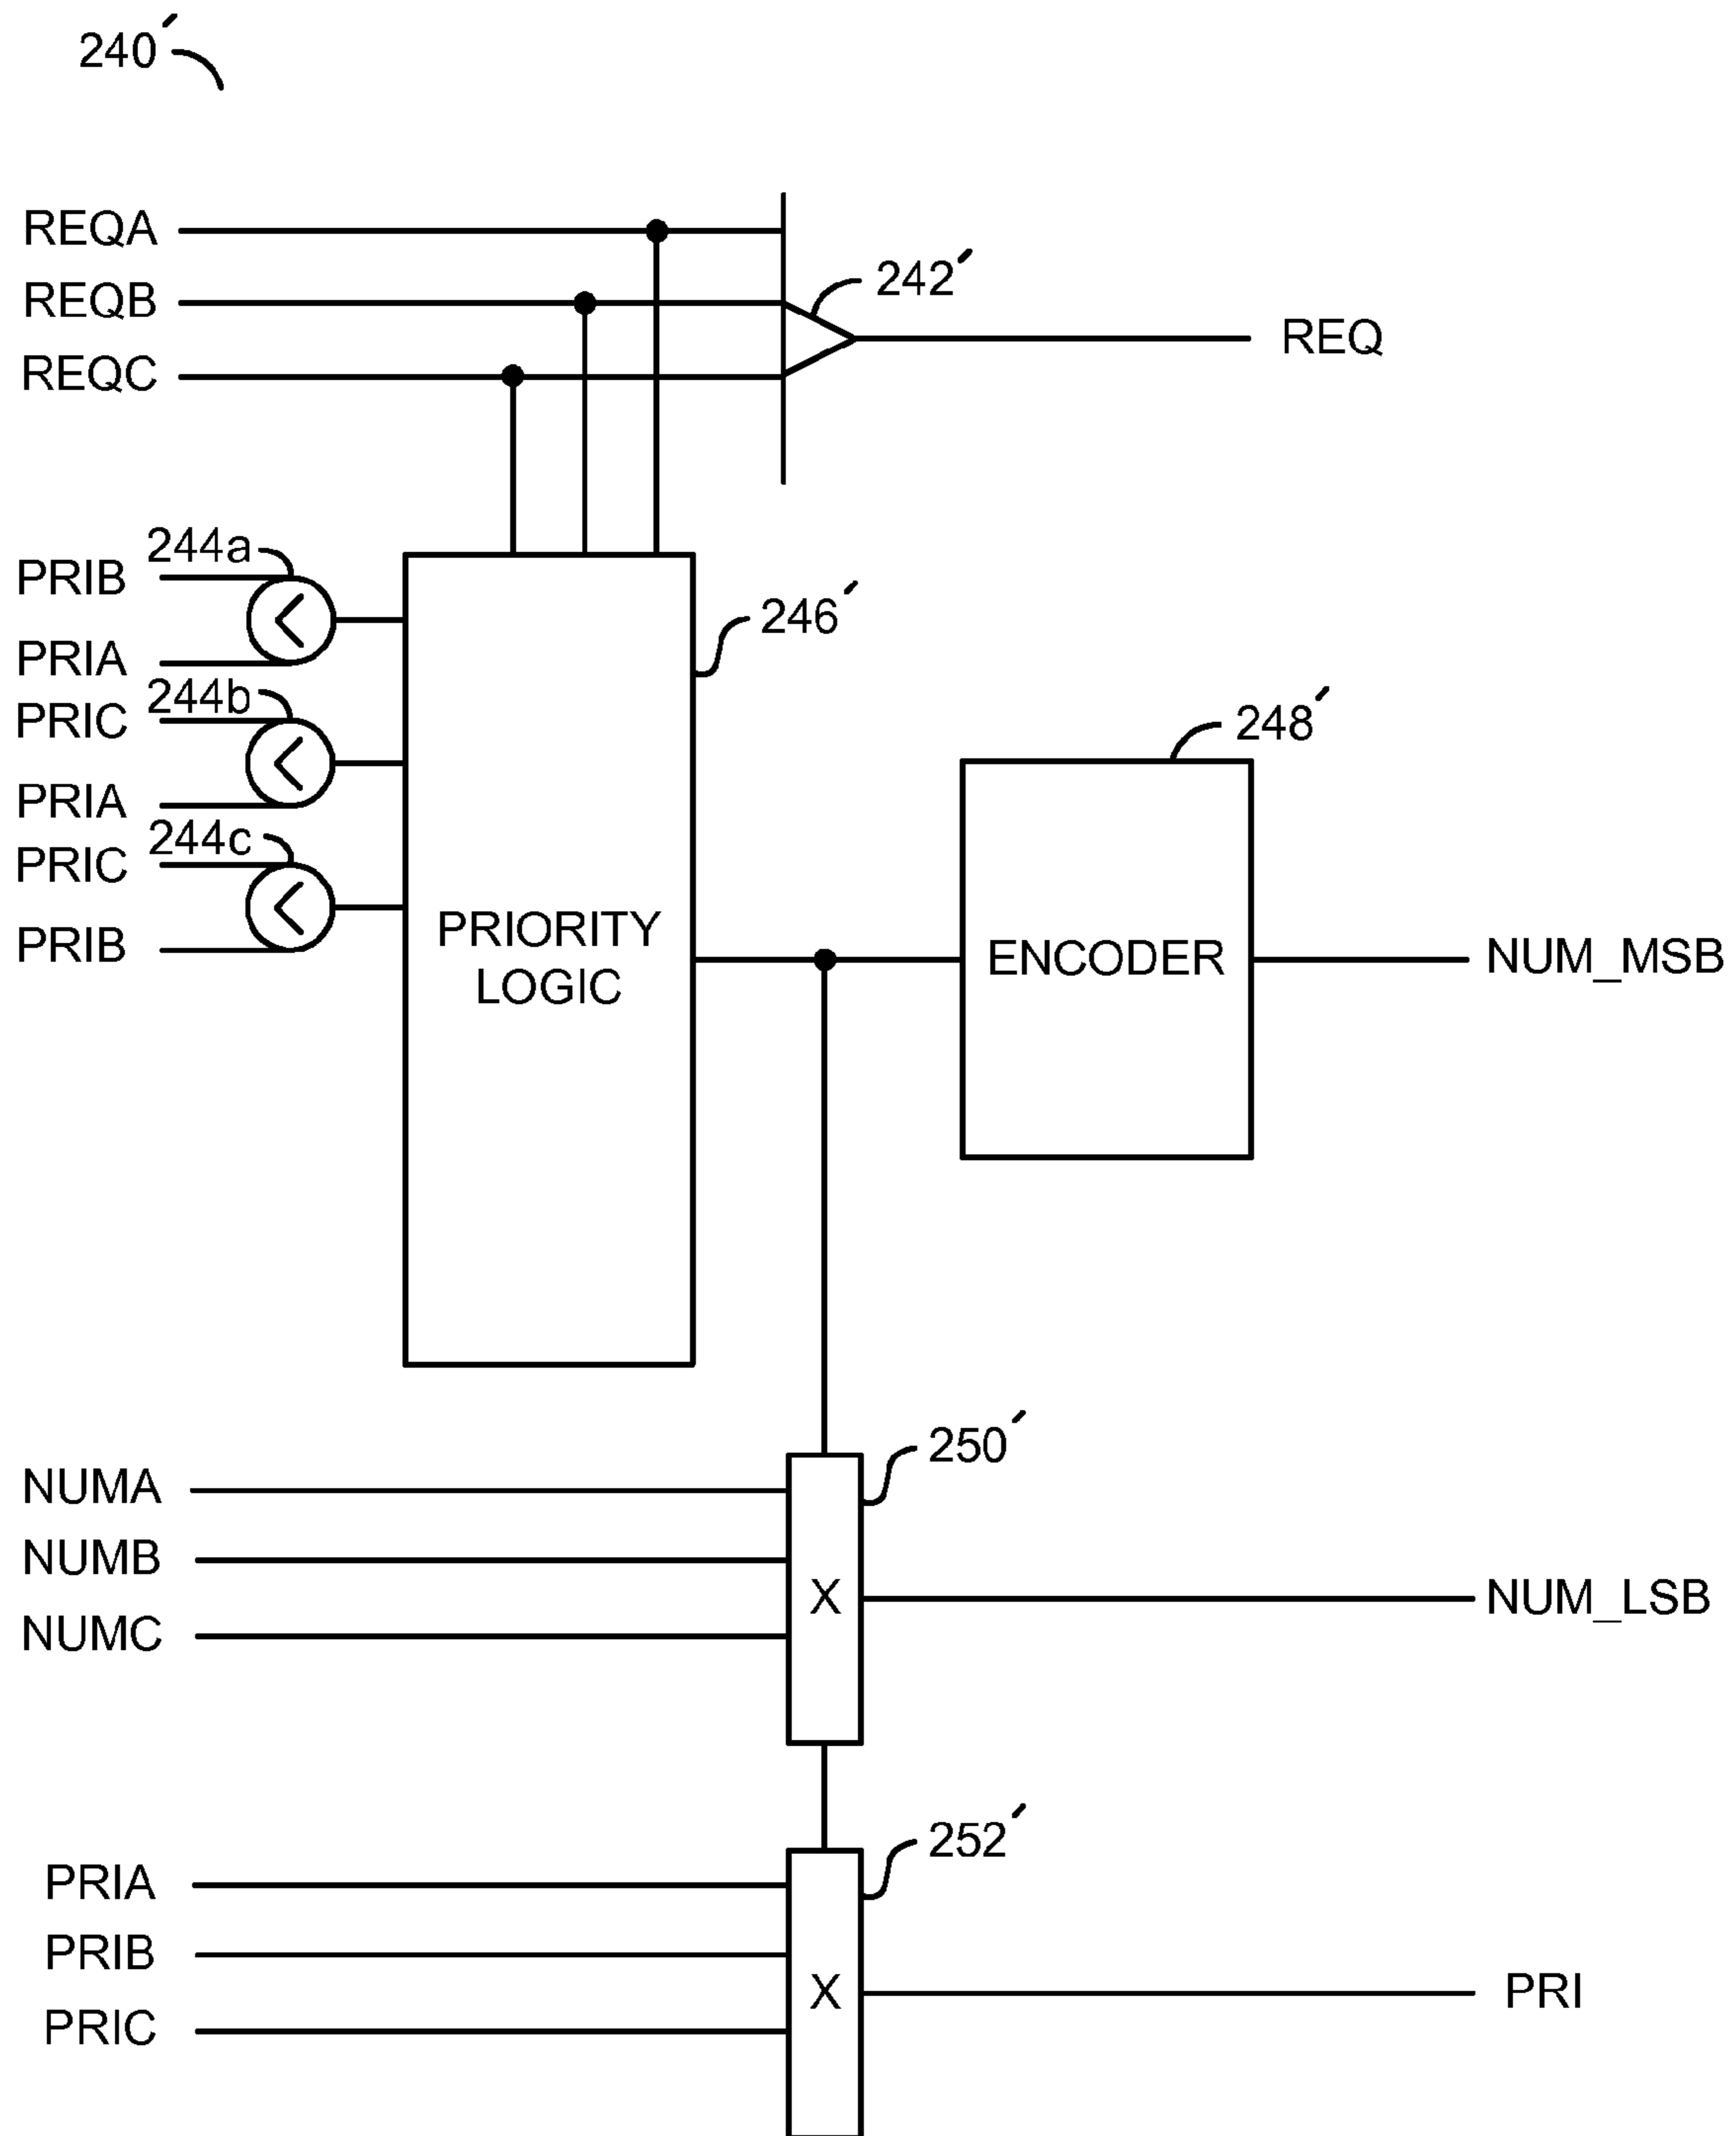 240′
REQA
REQB
REQC
242′
REQ
PRIB
244a
PRIA
PRIC
244b
PRIA
PRIC
244c
PRIB
246′
PRIORITY
LOGIC
248′
ENCODER
NUM_MSB
250′
NUMA
NUMB
NUMC
X
NUM_LSB
252′
PRIA
PRIB
PRIC
X
PRI